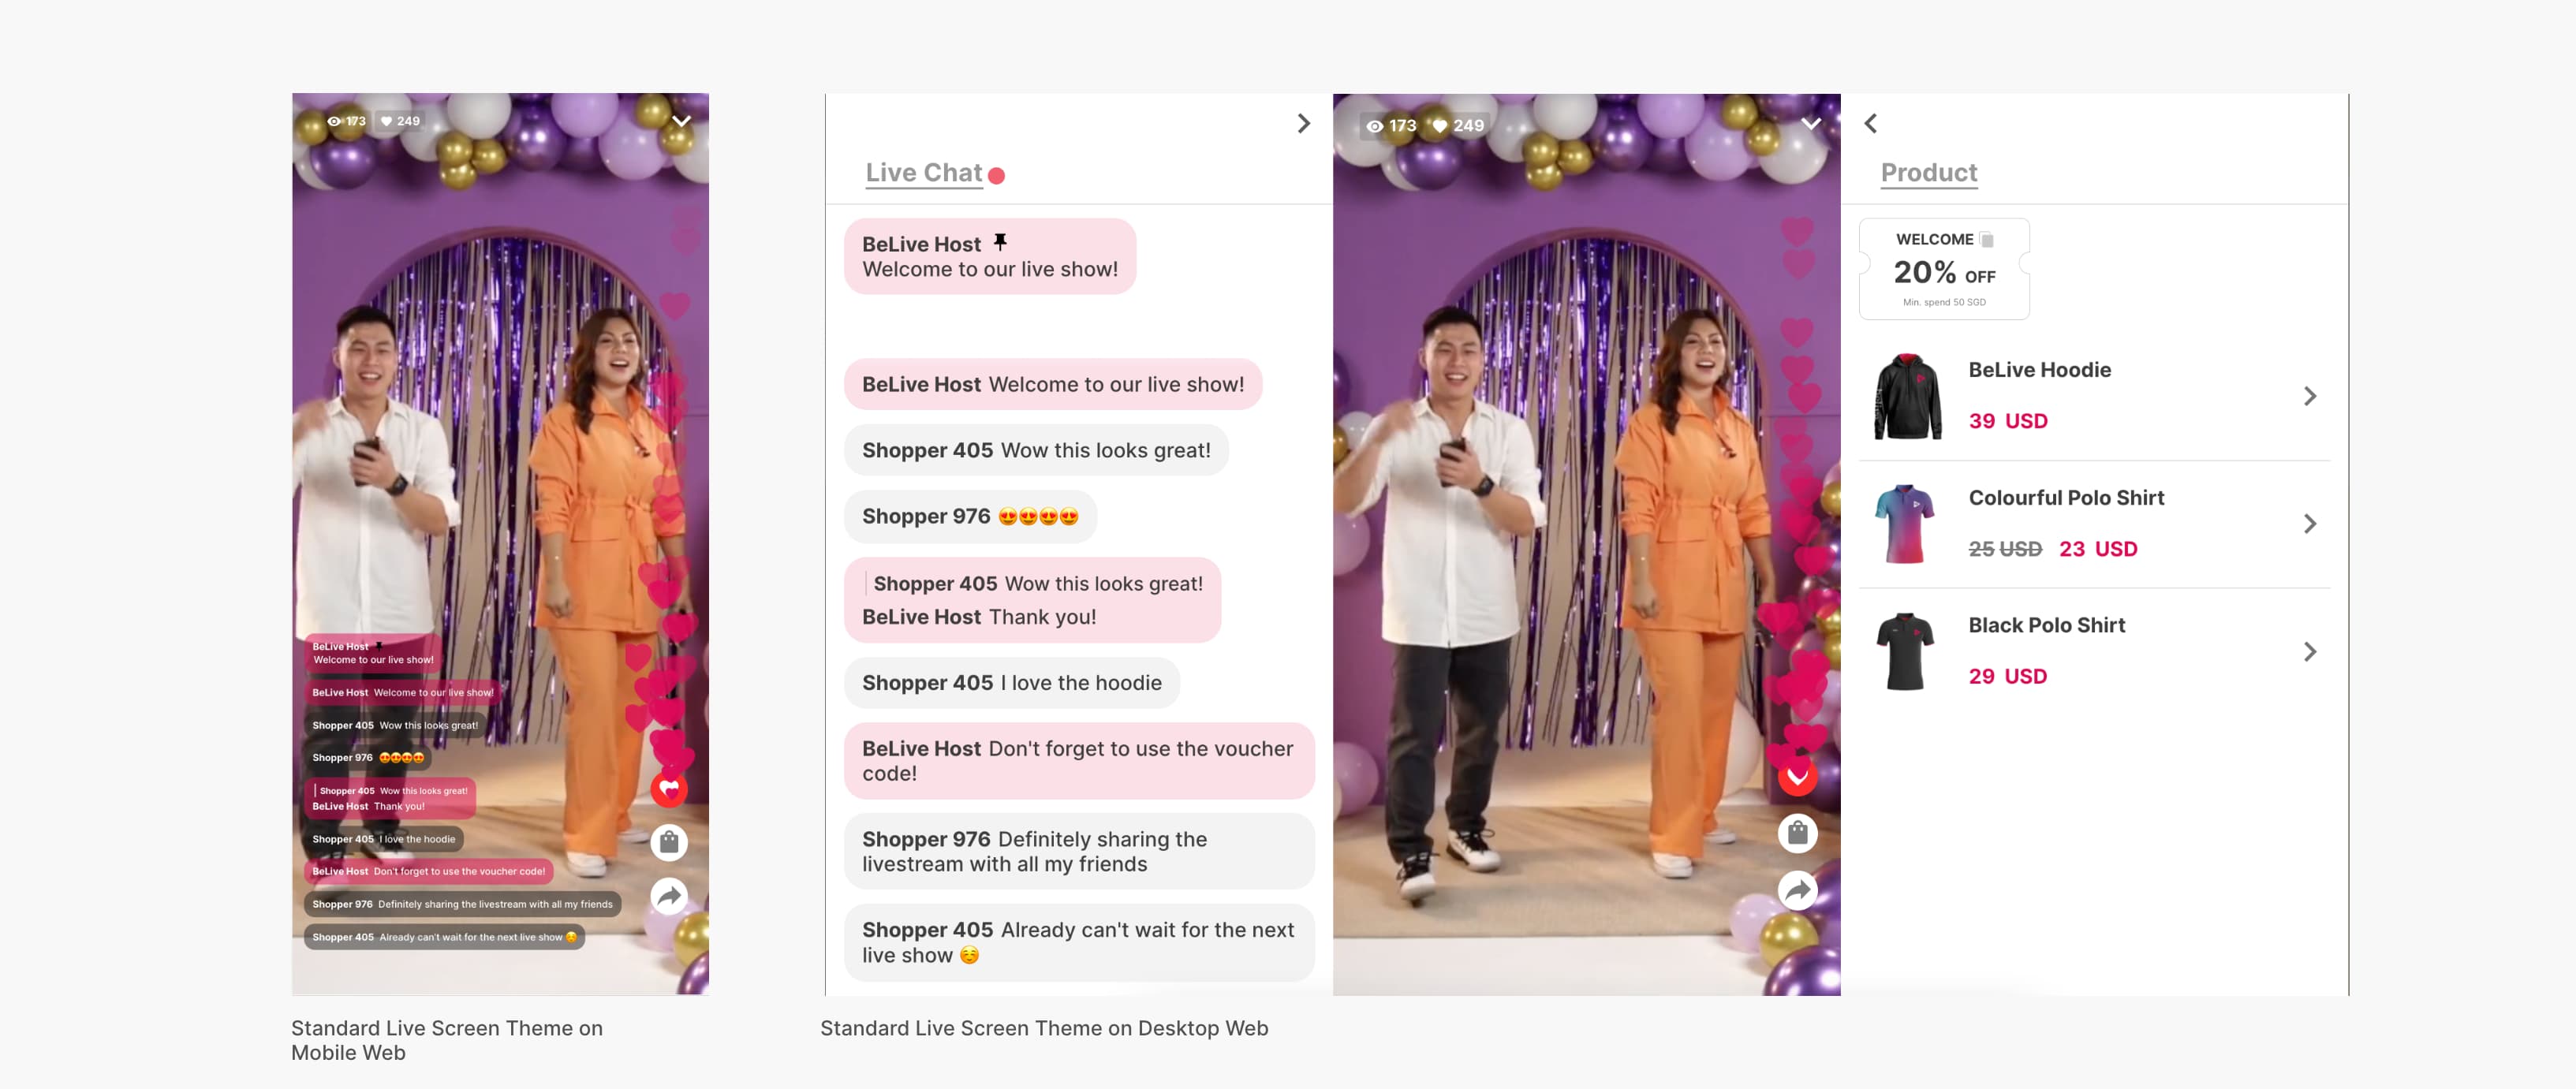 173 249
BeLive Host
Welcome to our live show!
BeLive Host Welcome to our live show!
Shopper 405 Wow this looks great!
Shopper 976 😍😍😍😍
Shopper 405 Wow this looks great!
BeLive Host Thank you!
Shopper 405 I love the hoodie
BeLive Host Don't forget to use the voucher code!
Shopper 976 Definitely sharing the livestream with all my friends
Shopper 405 Already can't wait for the next live show ☺️
Standard Live Screen Theme on
Mobile Web
Live Chat
BeLive Host
Welcome to our live show!
BeLive Host Welcome to our live show!
Shopper 405 Wow this looks great!
Shopper 976 😍😍😍😍
Shopper 405 Wow this looks great!
BeLive Host Thank you!
Shopper 405 I love the hoodie
BeLive Host Don't forget to use the voucher
code!
Shopper 976 Definitely sharing the
livestream with all my friends
Shopper 405 Already can't wait for the next
live show ☺️
173 249
Product
WELCOME
20% OFF
Min. spend 50 SGD
BeLive Hoodie
39 USD
Colourful Polo Shirt
25 USD 23 USD
Black Polo Shirt
29 USD
Standard Live Screen Theme on Desktop Web